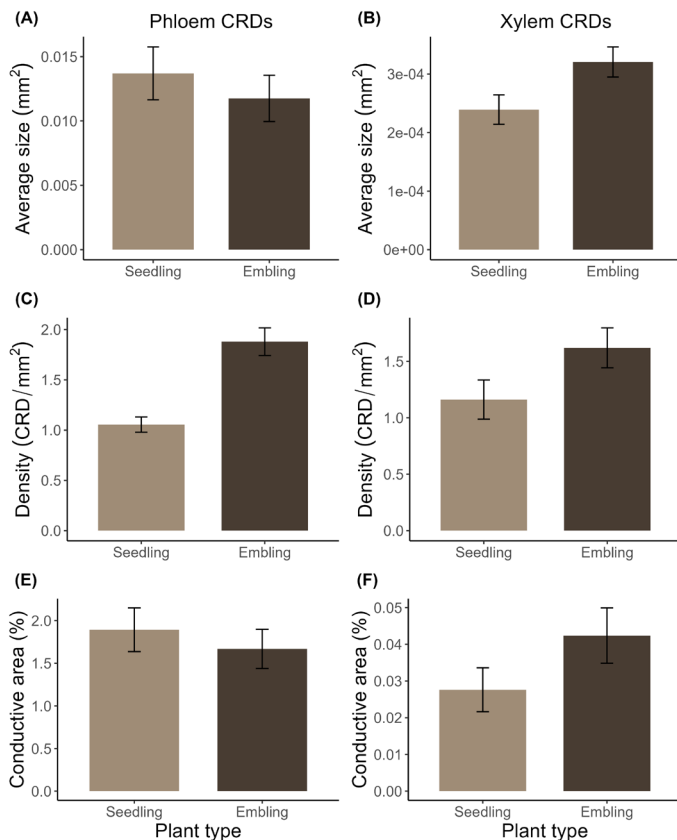 (A) Phloem CRDs
Average size (mm²)
0.015
0.010
0.005
0.000
Seedling Embling
(B) Xylem CRDs
Average size (mm²)
3e-04
2e-04
1e-04
0e+00
Seedling Embling
(C)
Density (CRD/mm²)
2.0
1.5
1.0
0.5
0.0
Seedling Embling
(D)
Density (CRD/mm²)
1.5
1.0
0.5
0.0
Seedling Embling
(E)
Conductive area (%)
2.0
1.5
1.0
0.5
0.0
Seedling Embling
Plant type
(F)
Conductive area (%)
0.05
0.04
0.03
0.02
0.01
0.00
Seedling Embling
Plant type